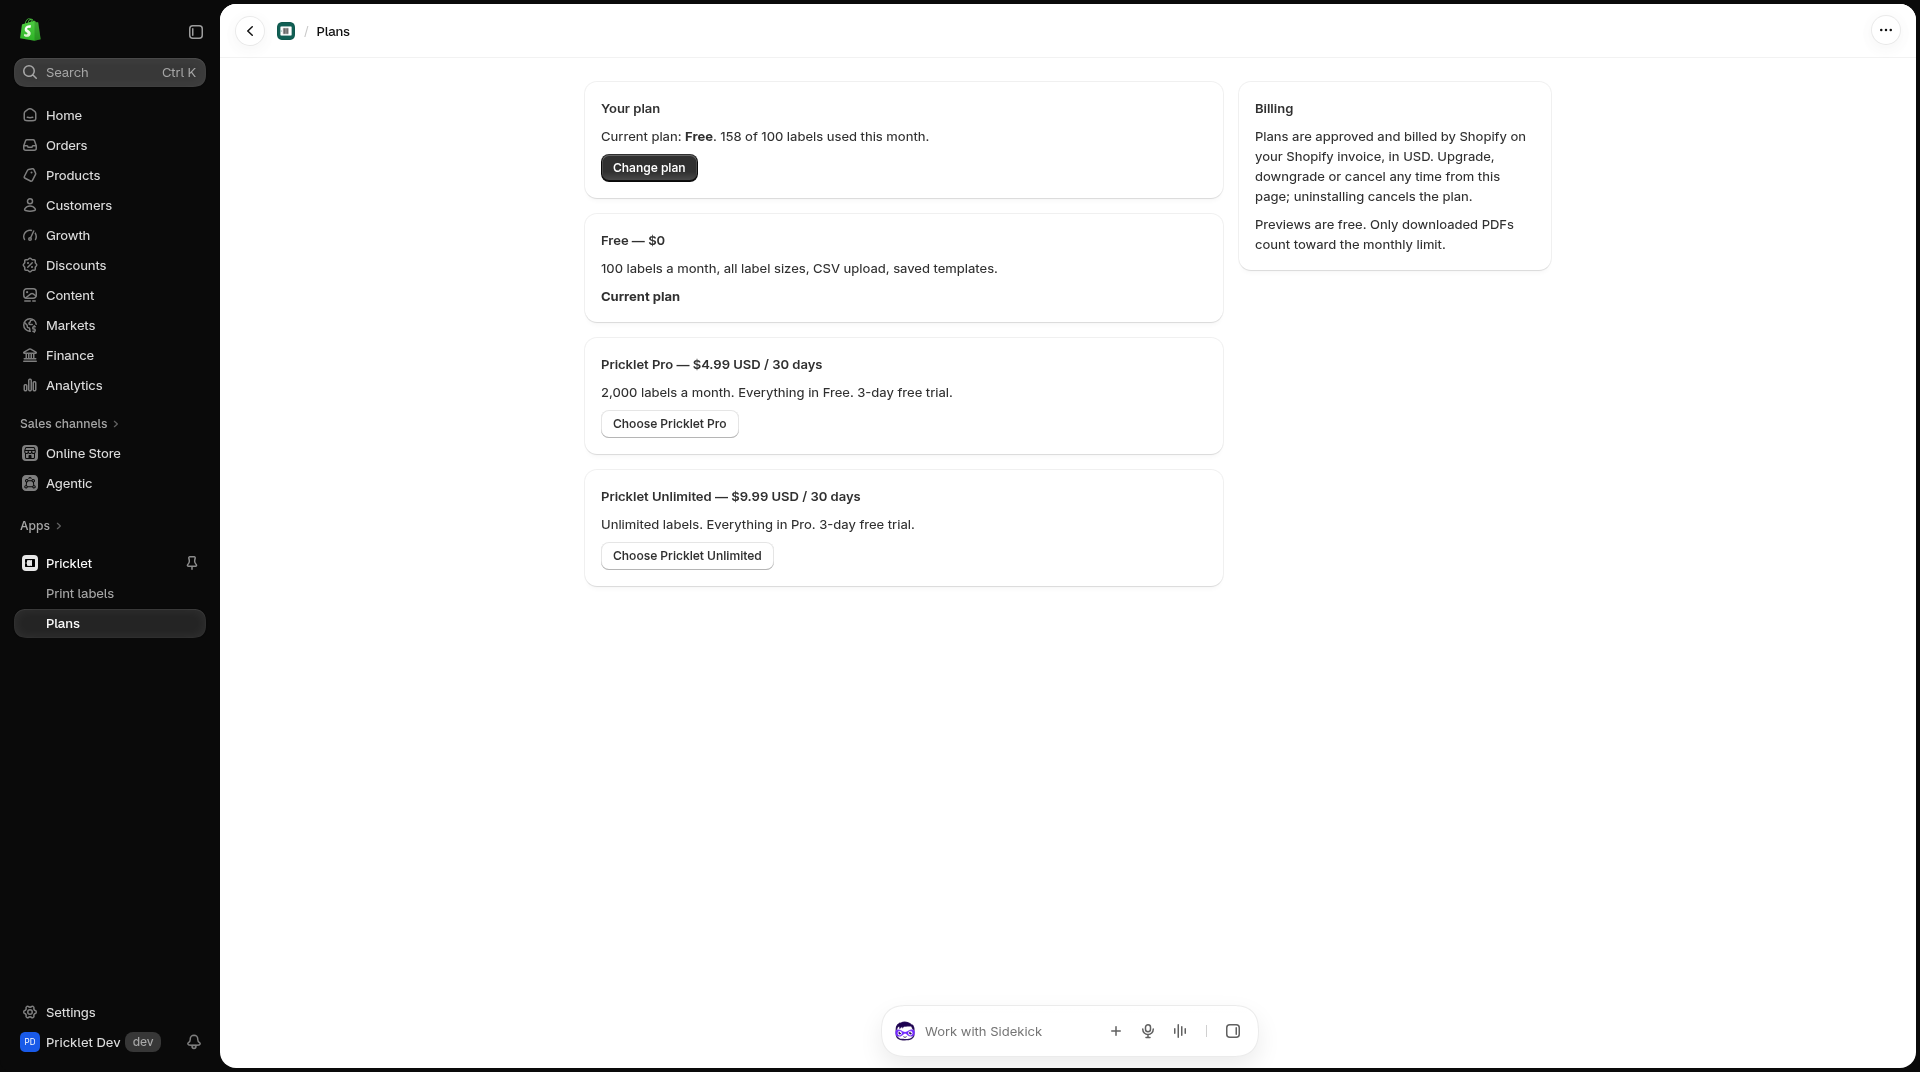 Search Ctrl K
Home
Orders
Products
Customers
Growth
Discounts
Content
Markets
Finance
Analytics
Sales channels
Online Store
Agentic
Apps
Pricklet
Print labels
Plans
Settings
PD Pricklet Dev dev
/ Plans
Your plan
Current plan: Free. 158 of 100 labels used this month.
Change plan
Free — $0
100 labels a month, all label sizes, CSV upload, saved templates.
Current plan
Pricklet Pro — $4.99 USD / 30 days
2,000 labels a month. Everything in Free. 3-day free trial.
Choose Pricklet Pro
Pricklet Unlimited — $9.99 USD / 30 days
Unlimited labels. Everything in Pro. 3-day free trial.
Choose Pricklet Unlimited
Billing
Plans are approved and billed by Shopify on
your Shopify invoice, in USD. Upgrade,
downgrade or cancel any time from this
page; uninstalling cancels the plan.
Previews are free. Only downloaded PDFs
count toward the monthly limit.
Work with Sidekick